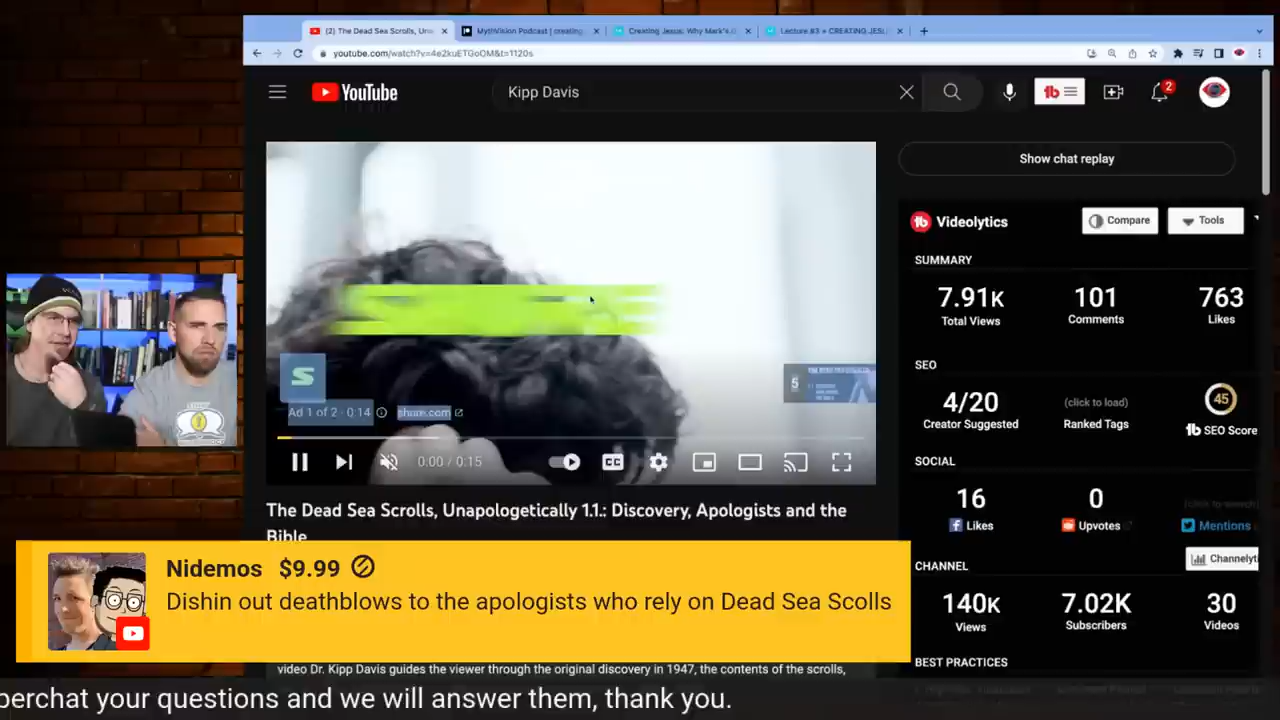 (2) The Dead Sea Scrolls, Una
MythVision Podcast | creating
Creating Jesus: Why Mark's G
Lecture #3 • CREATING JESU
youtube.com/watch?v=4e2kuETGoOM&t=1120s
YouTube
Kipp Davis
2
Show chat replay
Videolytics
Compare
Tools
SUMMARY
7.91K
101
763
Total Views
Comments
Likes
SEO
4/20
(click to load)
45
Creator Suggested
Ranked Tags
SEO Score
SOCIAL
16
0
Likes
Upvotes
Mentions
CHANNEL
Channelyti
140K
7.02K
30
Views
Subscribers
Videos
BEST PRACTICES
S
5
Ad 1 of 2 · 0:14
share.com
0:00 / 0:15
CC
The Dead Sea Scrolls, Unapologetically 1.1.: Discovery, Apologists and the
Bible
Nidemos $9.99
Dishin out deathblows to the apologists who rely on Dead Sea Scolls
video Dr. Kipp Davis guides the viewer through the original discovery in 1947, the contents of the scrolls,
perchat your questions and we will answer them, thank you.